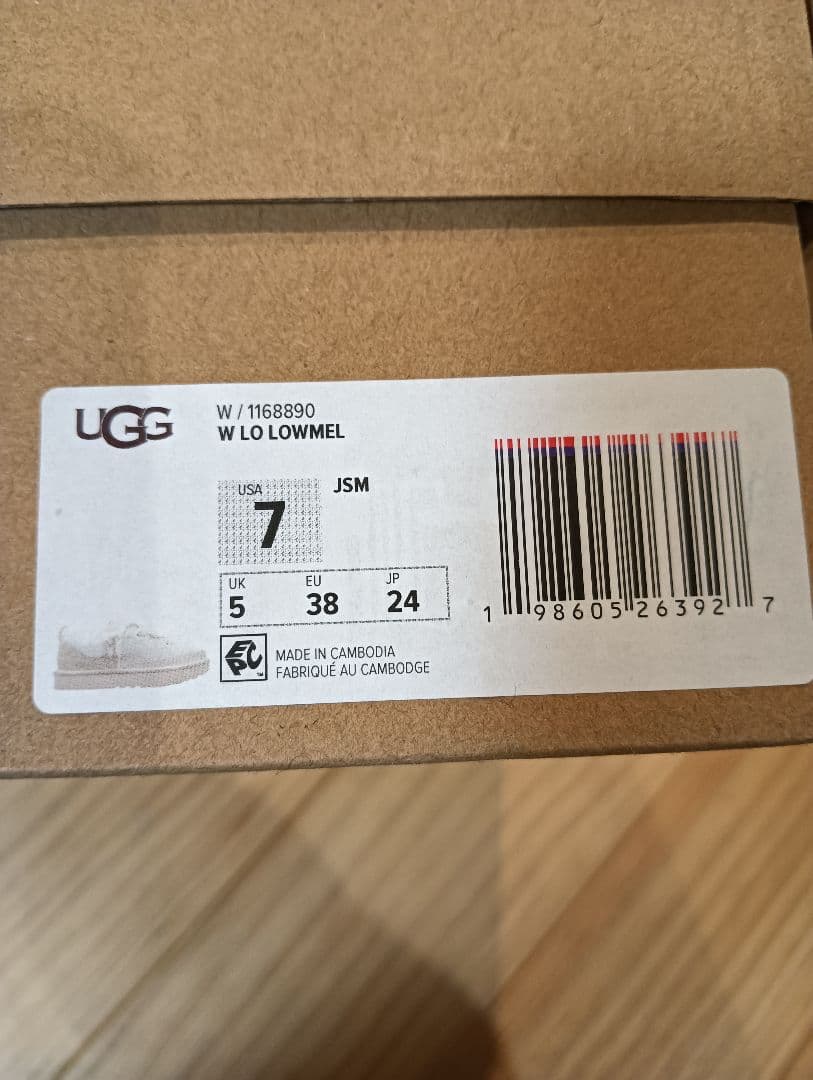 UGG
W / 1168890
W LO LOWMEL
USA
7
JSM
UK EU JP
5 38 24
MADE IN CAMBODIA
FABRIQUÉ AU CAMBODGE
1 98605 26392 7